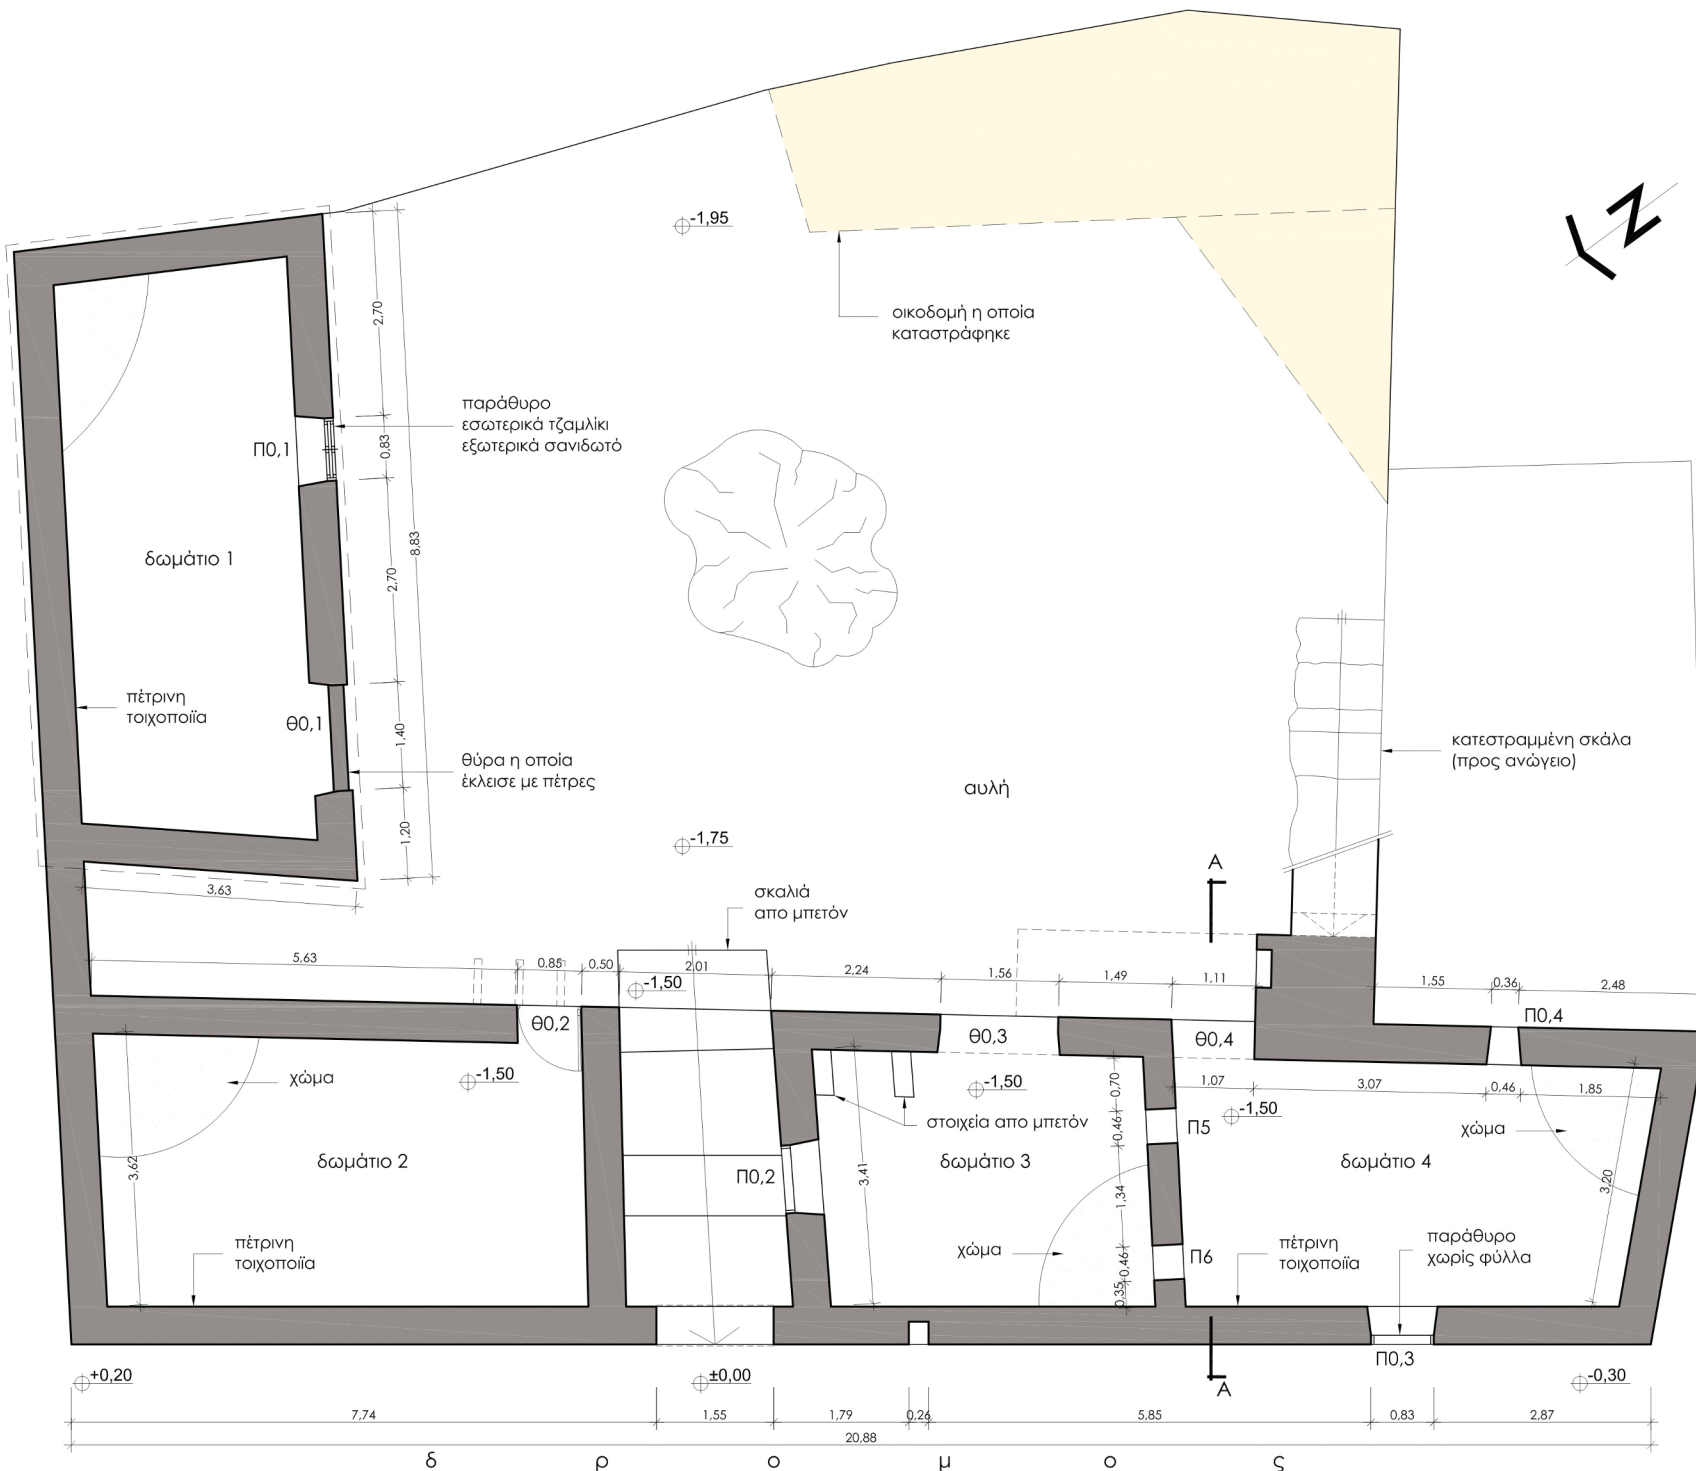 -1,95
Z
οικοδομή η οποία
καταστράφηκε
2,70
8,83
παράθυρο
εσωτερικά τζαμλίκι
εξωτερικά σανιδωτό
Π0,1
0,83
δωμάτιο 1
2,70
πέτρινη
τοιχοποιΐα
Θ0,1
1,40
θύρα η οποία
έκλεισε με πέτρες
κατεστραμμένη σκάλα
(προς ανώγειο)
αυλή
1,20
-1,75
A
3,63
σκαλιά
απο μπετόν
5,63
0,85
0,50
2,01
2,24
1,56
1,49
1,11
1,55
0,36
2,48
-1,50
Π0,4
Θ0,2
Θ0,3
Θ0,4
χώμα
-1,50
-1,50
0,70
1,07
3,07
0,46
1,85
-1,50
στοιχεία απο μπετόν
0,46
Π5
χώμα
δωμάτιο 2
3,62
Π0,2
3,41
δωμάτιο 3
1,34
δωμάτιο 4
3,20
πέτρινη
τοιχοποιΐα
χώμα
0,46
Π6
πέτρινη
τοιχοποιΐα
παράθυρο
χωρίς φύλλα
0,35
Π0,3
+0,20
±0,00
A
-0,30
7,74
1,55
1,79
0,26
5,85
0,83
2,87
20,88
δ ρ ο μ ο ς